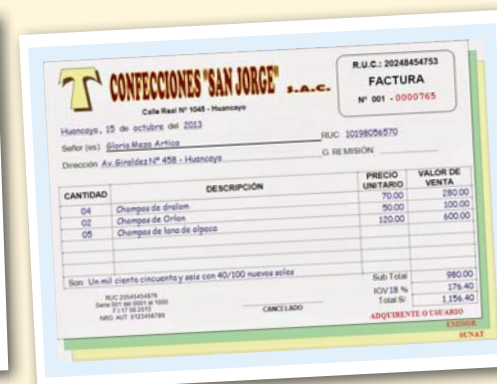 T CONFECCIONES "SAN JORGE" S.A.C.
Calle Real Nº 1045 - Huancayo
R.U.C.: 20248454753
FACTURA
Nº 001 - 0000765
Huancayo, 15 de octubre del 2013
Señor (es) Gloria Meza Artica
RUC 10198056570
Dirección Av. Giraldez Nº 458 - Huancayo
G. REMISIÓN
CANTIDAD DESCRIPCIÓN PRECIO UNITARIO VALOR DE VENTA
04 Chompas de dralon 70.00 280.00
02 Chompas de Orlon 50.00 100.00
05 Chompas de lana de alpaca 120.00 600.00
Son: Un mil ciento cincuenta y seis con 40/100 nuevos soles
Sub Total 980.00
IGV 18 % 176.40
Total S/ 1,156.40
CANCELADO
ADQUIRENTE O USUARIO
EMISOR
SUNAT